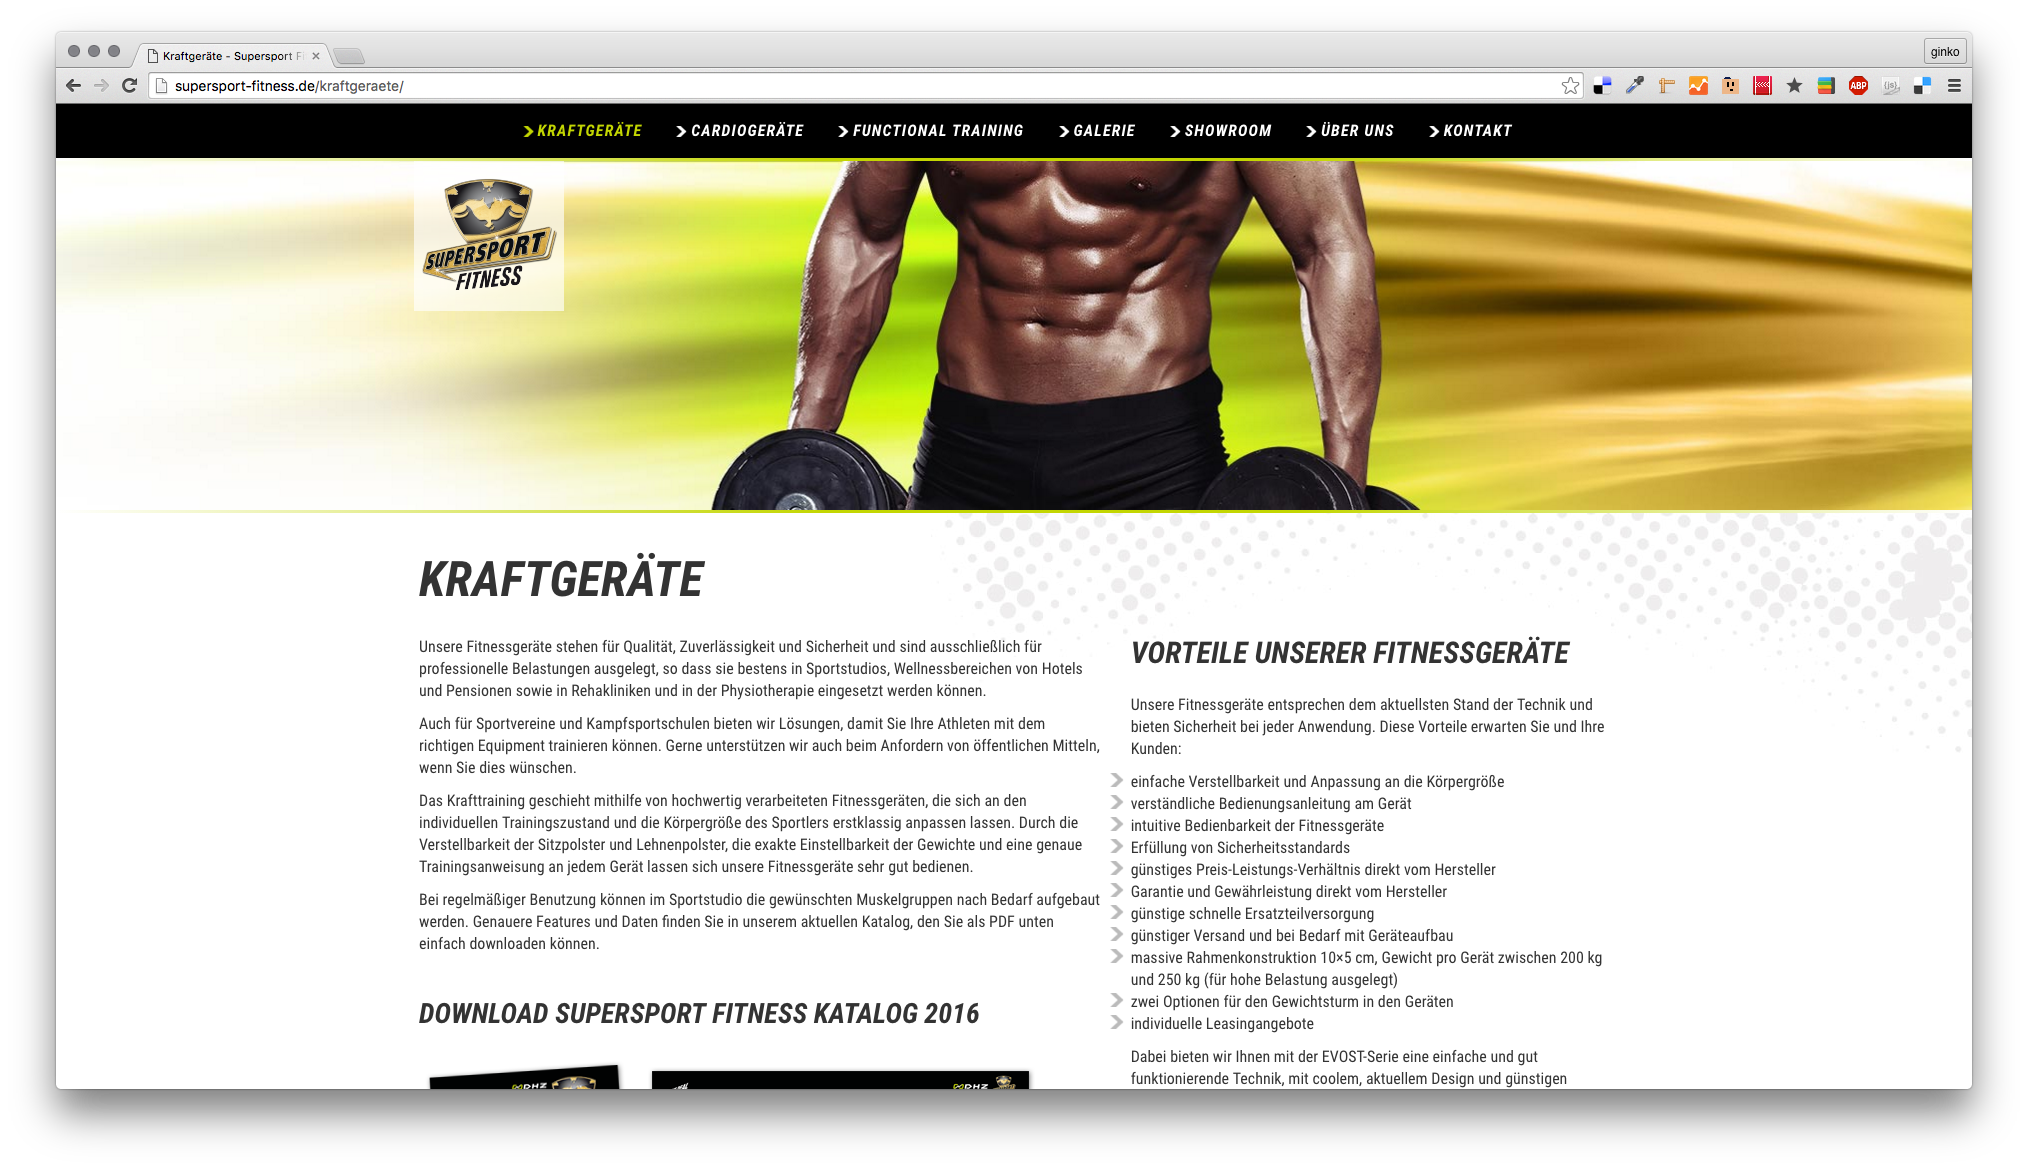 Kraftgeräte - Supersport Fi
ginko
supersport-fitness.de/kraftgeraete/
ABP
{js}
KRAFTGERÄTE
CARDIOGERÄTE
FUNCTIONAL TRAINING
GALERIE
SHOWROOM
ÜBER UNS
KONTAKT
SUPERSPORT
FITNESS
KRAFTGERÄTE
Unsere Fitnessgeräte stehen für Qualität, Zuverlässigkeit und Sicherheit und sind ausschließlich für
professionelle Belastungen ausgelegt, so dass sie bestens in Sportstudios, Wellnessbereichen von Hotels
und Pensionen sowie in Rehakliniken und in der Physiotherapie eingesetzt werden können.
Auch für Sportvereine und Kampfsportschulen bieten wir Lösungen, damit Sie Ihre Athleten mit dem
richtigen Equipment trainieren können. Gerne unterstützen wir auch beim Anfordern von öffentlichen Mitteln,
wenn Sie dies wünschen.
Das Krafttraining geschieht mithilfe von hochwertig verarbeiteten Fitnessgeräten, die sich an den
individuellen Trainingszustand und die Körpergröße des Sportlers erstklassig anpassen lassen. Durch die
Verstellbarkeit der Sitzpolster und Lehnenpolster, die exakte Einstellbarkeit der Gewichte und eine genaue
Trainingsanweisung an jedem Gerät lassen sich unsere Fitnessgeräte sehr gut bedienen.
Bei regelmäßiger Benutzung können im Sportstudio die gewünschten Muskelgruppen nach Bedarf aufgebaut
werden. Genauere Features und Daten finden Sie in unserem aktuellen Katalog, den Sie als PDF unten
einfach downloaden können.
DOWNLOAD SUPERSPORT FITNESS KATALOG 2016
DHZ
DHZ
VORTEILE UNSERER FITNESSGERÄTE
Unsere Fitnessgeräte entsprechen dem aktuellsten Stand der Technik und
bieten Sicherheit bei jeder Anwendung. Diese Vorteile erwarten Sie und Ihre
Kunden:
einfache Verstellbarkeit und Anpassung an die Körpergröße
verständliche Bedienungsanleitung am Gerät
intuitive Bedienbarkeit der Fitnessgeräte
Erfüllung von Sicherheitsstandards
günstiges Preis-Leistungs-Verhältnis direkt vom Hersteller
Garantie und Gewährleistung direkt vom Hersteller
günstige schnelle Ersatzteilversorgung
günstiger Versand und bei Bedarf mit Geräteaufbau
massive Rahmenkonstruktion 10×5 cm, Gewicht pro Gerät zwischen 200 kg
und 250 kg (für hohe Belastung ausgelegt)
zwei Optionen für den Gewichtsturm in den Geräten
individuelle Leasingangebote
Dabei bieten wir Ihnen mit der EVOST-Serie eine einfache und gut
funktionierende Technik, mit coolem, aktuellem Design und günstigen